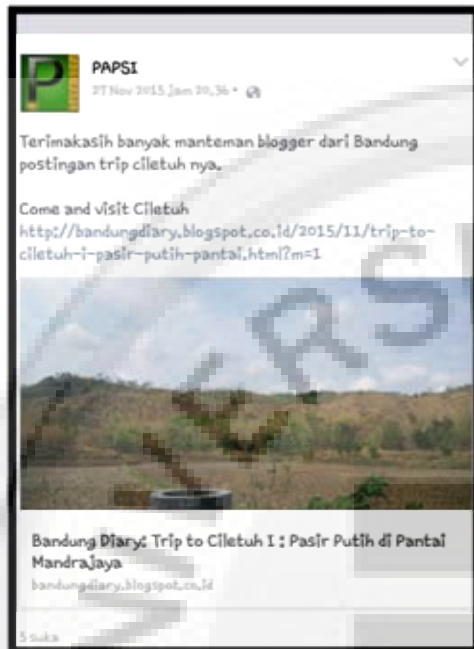 PAPSI
27 Nov 2015 jam 20.36 •
Terimakasih banyak manteman blogger dari Bandung
postingan trip ciletuh nya.
Come and visit Ciletuh
http://bandungdiary.blogspot.co.id/2015/11/trip-to-
ciletuh-i-pasir-putih-pantai.html?m=1
Bandung Diary: Trip to Ciletuh I : Pasir Putih di Pantai
Mandrajaya
bandungdiary.blogspot.co.id
5 suka